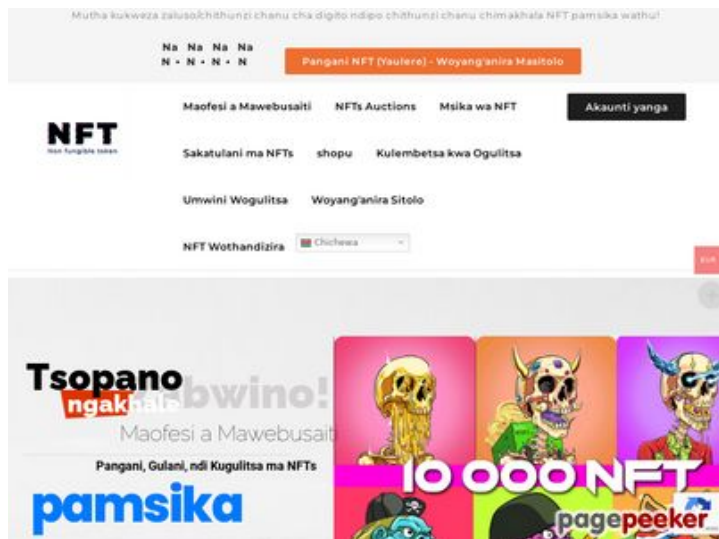 Mutha kukweza zaluso/chithunzi chanu cha digito ndipo chithunzi chanu chimakhala NFT pamsika wathu!
Na Na Na Na
N • N • N • N
Pangani NFT (Yaulere) - Woyang'anira Masitolo
NFT
Non fungible token
Maofesi a Mawebusaiti NFTs Auctions Msika wa NFT
Akaunti yanga
Sakatulani ma NFTs shopu Kulembetsa kwa Ogulitsa
Umwini Wogulitsa Woyang'anira Sitolo
NFT Wothandizira Chichewa
EUR
Tsopano
ngakhale bwino!
Maofesi a Mawebusaiti
Pangani, Gulani, ndi Kugulitsa ma NFTs
pamsika
10 000 NFT
pagepeeker